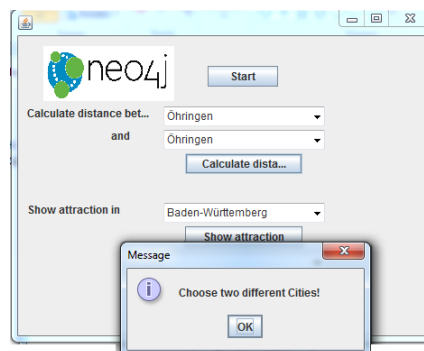 neo4j
Start
Calculate distance bet...
Öhringen
and
Öhringen
Calculate dista...
Show attraction in
Baden-Württemberg
Show attraction
Message
Choose two different Cities!
OK